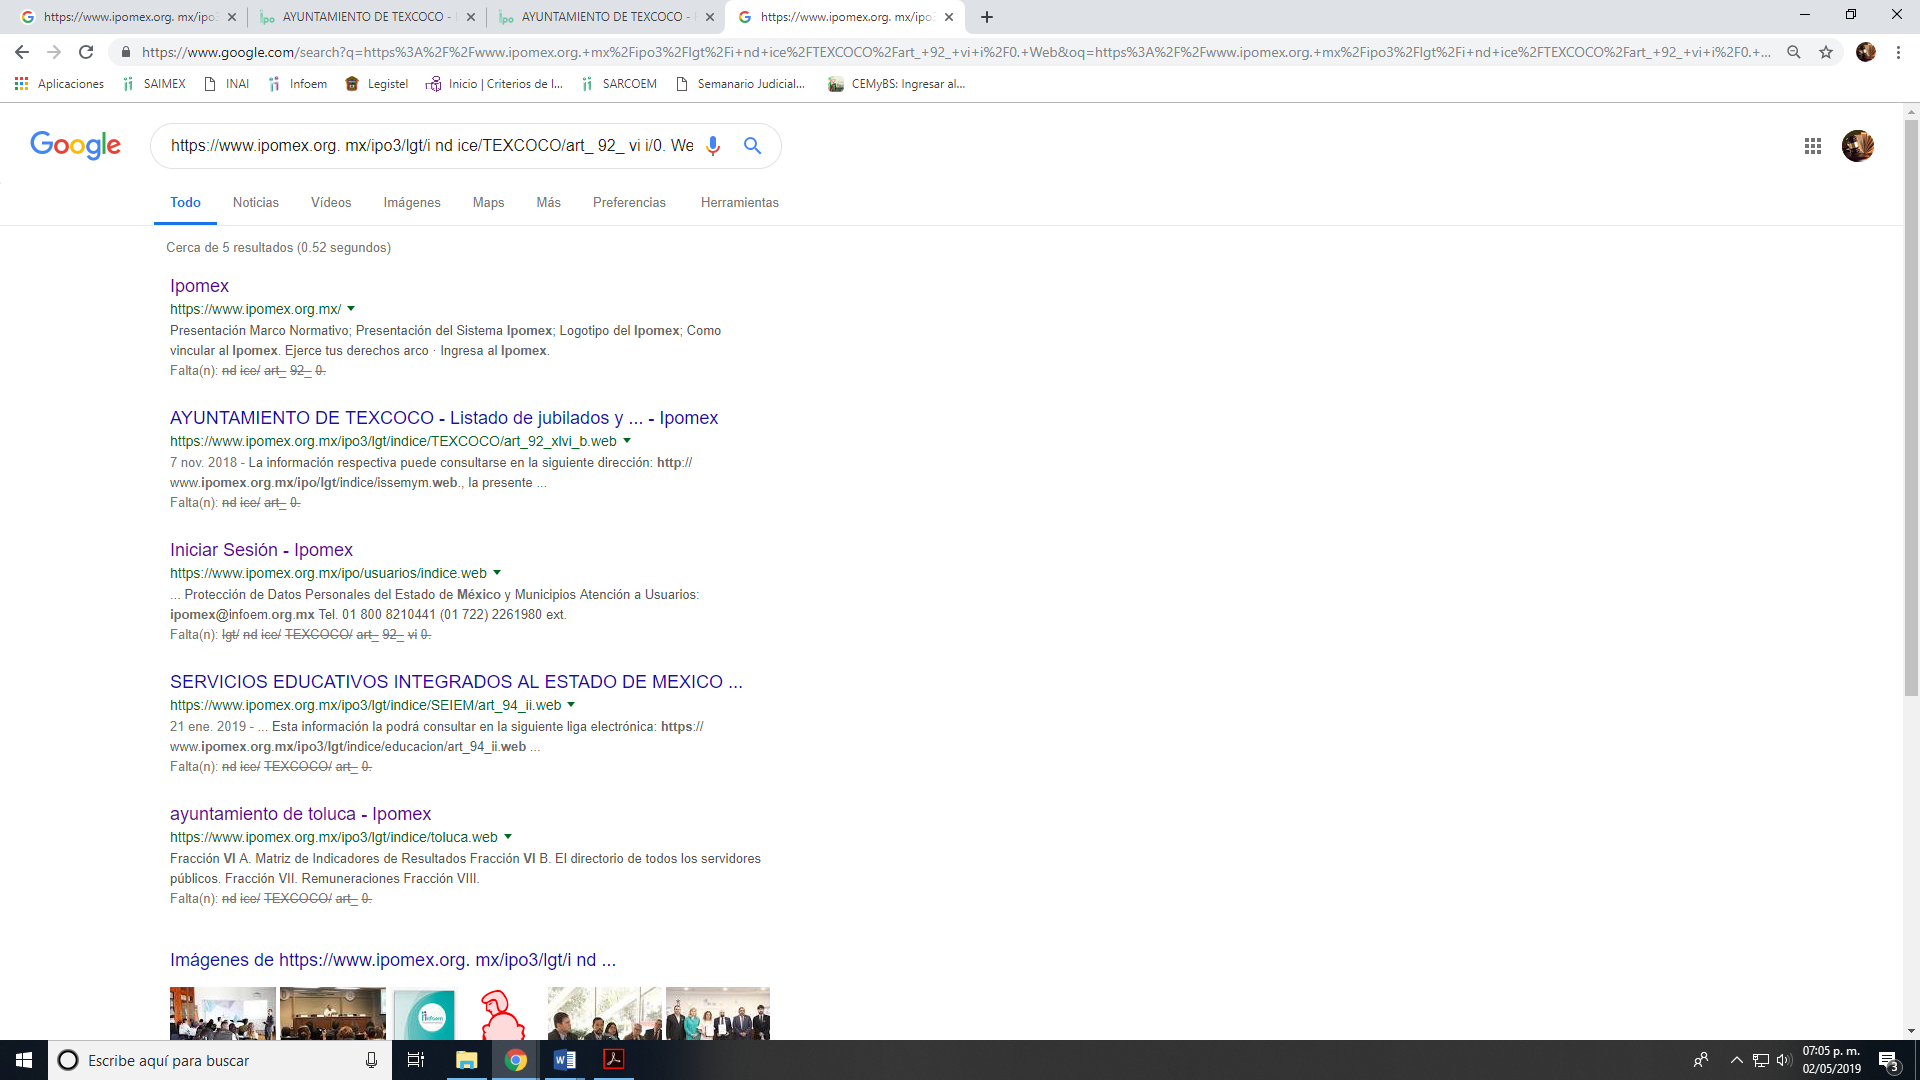 https://www.ipomex.org. mx/ipo3
AYUNTAMIENTO DE TEXCOCO -
AYUNTAMIENTO DE TEXCOCO -
https://www.ipomex.org. mx/ipo3
https://www.google.com/search?q=https%3A%2F%2Fwww.ipomex.org.+mx%2Fipo3%2Flgt%2Fi+nd+ice%2FTEXCOCO%2Fart_+92_+vi+i%2F0.+Web&oq=https%3A%2F%2Fwww.ipomex.org.+mx%2Fipo3%2Flgt%2Fi+nd+ice%2FTEXCOCO%2Fart_+92_+vi+i%2F0.+...
Aplicaciones SAIMEX INAI Infoem Legistel Inicio | Criterios de I... SARCOEM Semanario Judicial... CEMyBS: Ingresar al...
Google
https://www.ipomex.org. mx/ipo3/lgt/i nd ice/TEXCOCO/art_ 92_ vi i/0. We
Todo Noticias Vídeos Imágenes Maps Más Preferencias Herramientas
Cerca de 5 resultados (0.52 segundos)
Ipomex
https://www.ipomex.org.mx/
Presentación Marco Normativo; Presentación del Sistema Ipomex; Logotipo del Ipomex; Como
vincular al Ipomex. Ejerce tus derechos arco · Ingresa al Ipomex.
Falta(n): nd ice/ art_ 92_ 0.
AYUNTAMIENTO DE TEXCOCO - Listado de jubilados y ... - Ipomex
https://www.ipomex.org.mx/ipo3/lgt/indice/TEXCOCO/art_92_xlvi_b.web
7 nov. 2018 - La información respectiva puede consultarse en la siguiente dirección: http://
www.ipomex.org.mx/ipo/lgt/indice/issemym.web., la presente ...
Falta(n): nd ice/ art_ 0.
Iniciar Sesión - Ipomex
https://www.ipomex.org.mx/ipo/usuarios/indice.web
... Protección de Datos Personales del Estado de México y Municipios Atención a Usuarios:
ipomex@infoem.org.mx Tel. 01 800 8210441 (01 722) 2261980 ext.
Falta(n): lgt/ nd ice/ TEXCOCO/ art_ 92_ vi 0.
SERVICIOS EDUCATIVOS INTEGRADOS AL ESTADO DE MEXICO ...
https://www.ipomex.org.mx/ipo3/lgt/indice/SEIEM/art_94_ii.web
21 ene. 2019 - ... Esta información la podrá consultar en la siguiente liga electrónica: https://
www.ipomex.org.mx/ipo3/lgt/indice/educacion/art_94_ii.web ...
Falta(n): nd ice/ TEXCOCO/ art_ 0.
ayuntamiento de toluca - Ipomex
https://www.ipomex.org.mx/ipo3/lgt/indice/toluca.web
Fracción VI A. Matriz de Indicadores de Resultados Fracción VI B. El directorio de todos los servidores
públicos. Fracción VII. Remuneraciones Fracción VIII.
Falta(n): nd ice/ TEXCOCO/ art_ 0.
Imágenes de https://www.ipomex.org. mx/ipo3/lgt/i nd ...
infoem
Escribe aquí para buscar
07:05 p. m.
02/05/2019
3